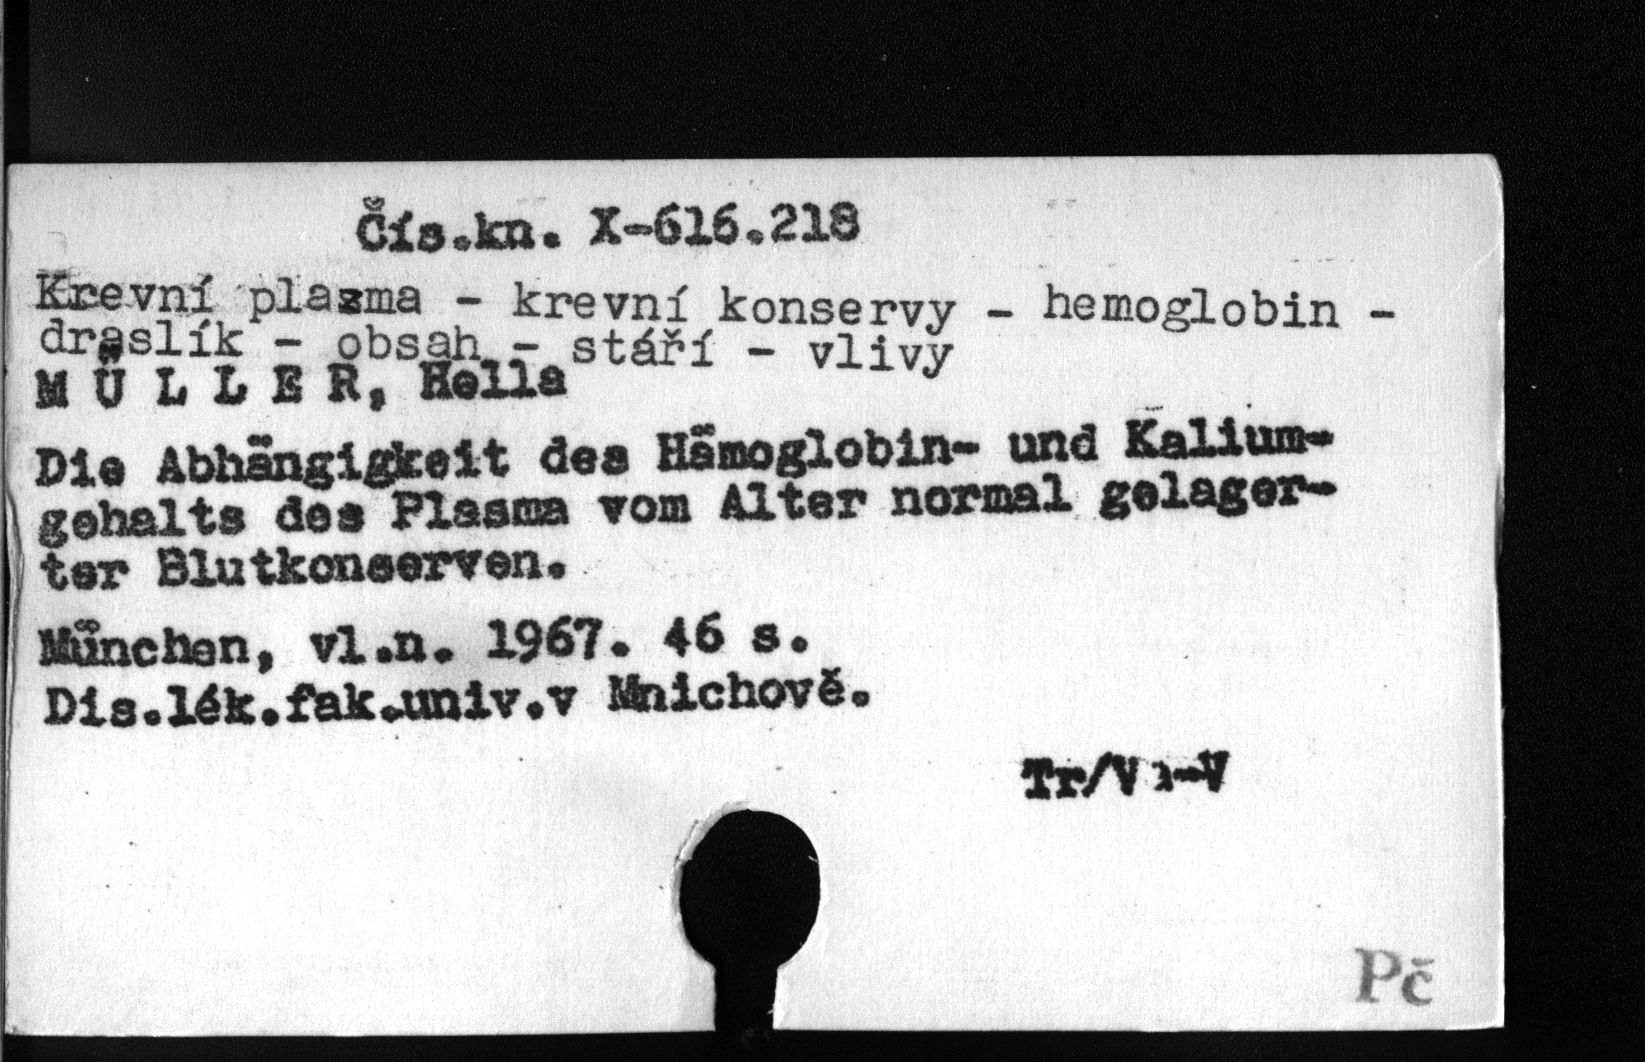 Čís.kn. X-616.218
Krevní plazma - krevní konservy - hemoglobin -
draslík - obsah - stáří - vlivy
M Ü L L E R, Hella
Die Abhängigkeit des Hämoglobin- und Kalium-
gehalts des Plasma vom Alter normal gelager-
ter Blutkonserven.
München, vl.n. 1967. 46 s.
Dis.lék.fak.univ.v Mnichově.
Pč